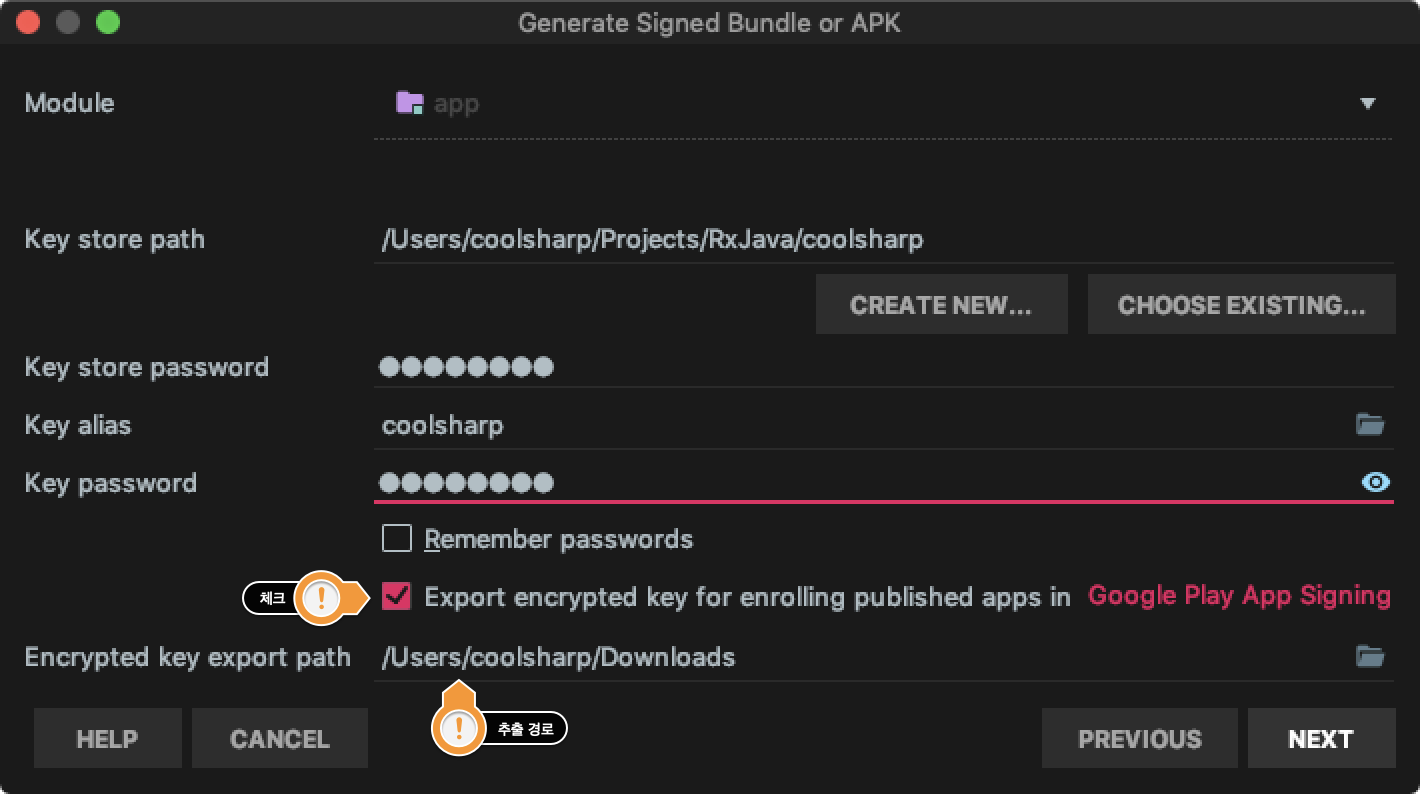 Generate Signed Bundle or APK
Module
app
Key store path
/Users/coolsharp/Projects/RxJava/coolsharp
CREATE NEW...
CHOOSE EXISTING...
Key store password
●●●●●●●●
Key alias
coolsharp
Key password
●●●●●●●●
Remember passwords
체크
Export encrypted key for enrolling published apps in Google Play App Signing
Encrypted key export path
/Users/coolsharp/Downloads
추출 경로
HELP
CANCEL
PREVIOUS
NEXT